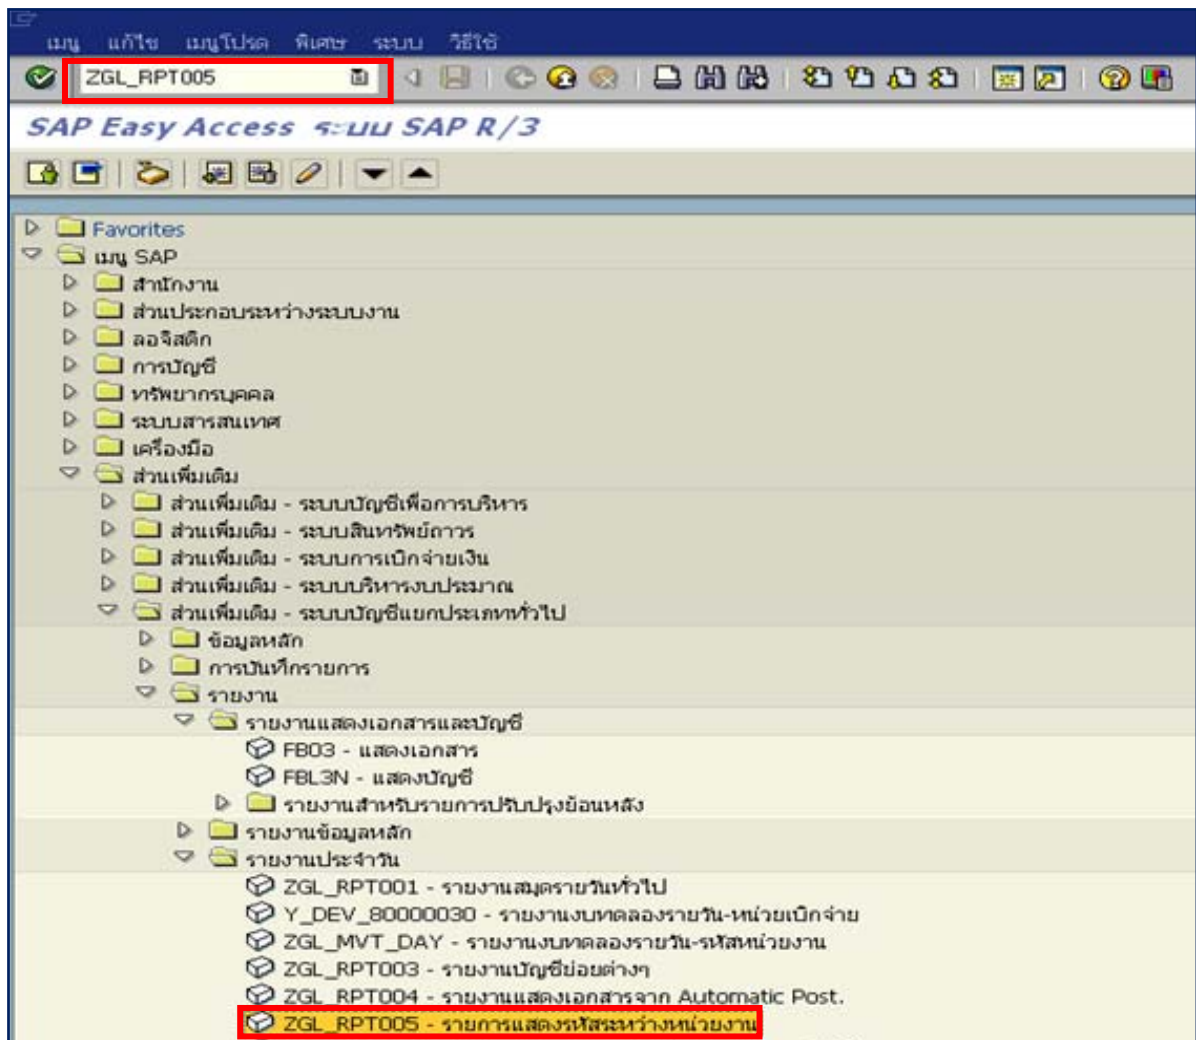 เมนู แก้ไข เมนูโปรด พิเศษ ระบบ วิธีใช้
ZGL_RPT005
SAP Easy Access ระบบ SAP R/3
Favorites
เมนู SAP
สำนักงาน
ส่วนประกอบระหว่างระบบงาน
ลอจิสติก
การบัญชี
ทรัพยากรบุคคล
ระบบสารสนเทศ
เครื่องมือ
ส่วนเพิ่มเติม
ส่วนเพิ่มเติม - ระบบบัญชีเพื่อการบริหาร
ส่วนเพิ่มเติม - ระบบสินทรัพย์ถาวร
ส่วนเพิ่มเติม - ระบบการเบิกจ่ายเงิน
ส่วนเพิ่มเติม - ระบบบริหารงบประมาณ
ส่วนเพิ่มเติม - ระบบบัญชีแยกประเภททั่วไป
ข้อมูลหลัก
การบันทึกรายการ
รายงาน
รายงานแสดงเอกสารและบัญชี
FB03 - แสดงเอกสาร
FBL3N - แสดงบัญชี
รายงานสำหรับรายการปรับปรุงย้อนหลัง
รายงานข้อมูลหลัก
รายงานประจำวัน
ZGL_RPT001 - รายงานสมุดรายวันทั่วไป
Y_DEV_80000030 - รายงานงบทดลองรายวัน-หน่วยเบิกจ่าย
ZGL_MVT_DAY - รายงานงบทดลองรายวัน-รหัสหน่วยงาน
ZGL_RPT003 - รายงานบัญชีย่อยต่างๆ
ZGL_RPT004 - รายงานแสดงเอกสารจาก Automatic Post.
ZGL_RPT005 - รายการแสดงรหัสระหว่างหน่วยงาน